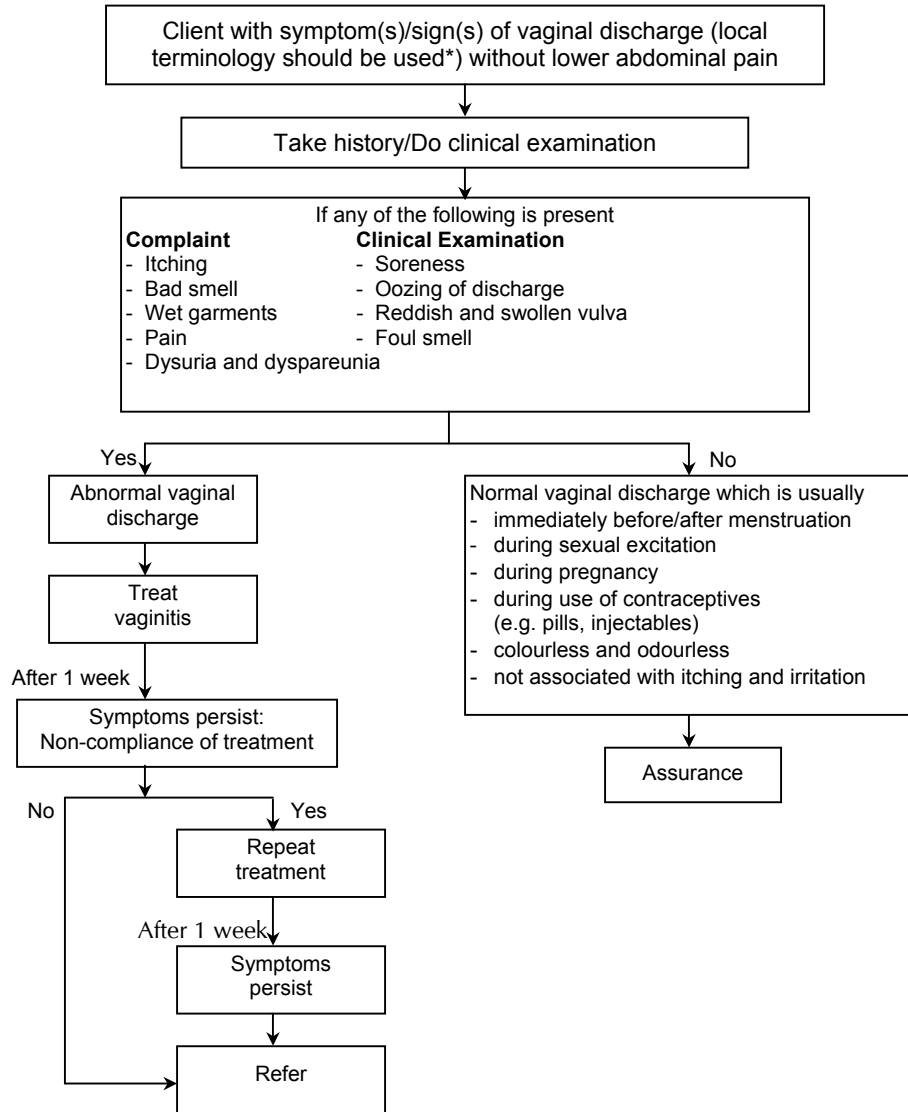 Client with symptom(s)/sign(s) of vaginal discharge (local
terminology should be used*) without lower abdominal pain
Take history/Do clinical examination
If any of the following is present
Complaint
- Itching
- Bad smell
- Wet garments
- Pain
- Dysuria and dyspareunia
Clinical Examination
- Soreness
- Oozing of discharge
- Reddish and swollen vulva
- Foul smell
Yes
Abnormal vaginal
discharge
Treat
vaginitis
After 1 week
Symptoms persist:
Non-compliance of treatment
No
Yes
Repeat
treatment
After 1 week
Symptoms
persist
Refer
No
Normal vaginal discharge which is usually
- immediately before/after menstruation
- during sexual excitation
- during pregnancy
- during use of contraceptives
(e.g. pills, injectables)
- colourless and odourless
- not associated with itching and irritation
Assurance